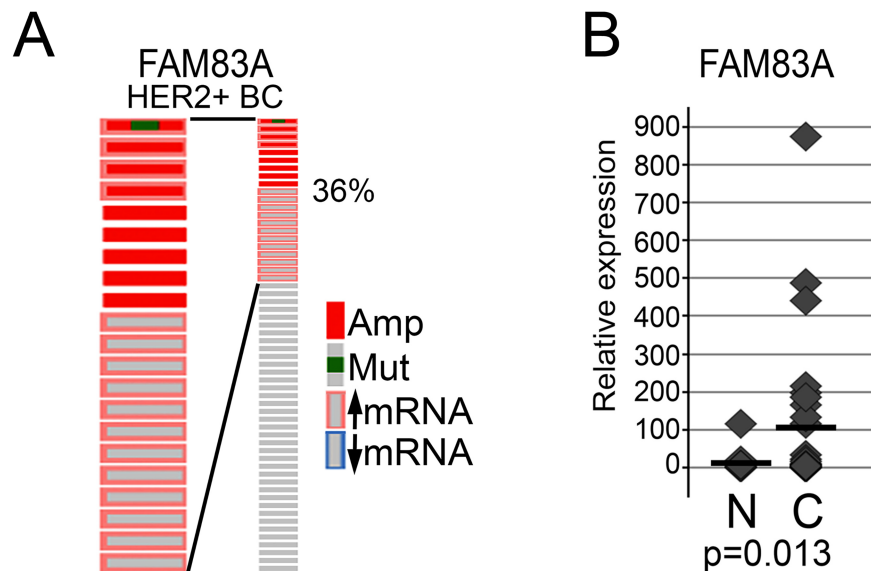 A
FAM83A
HER2+ BC
36%
Amp
Mut
mRNA
mRNA
B
FAM83A
Relative expression
900
800
700
600
500
400
300
200
100
0
N C
p=0.013